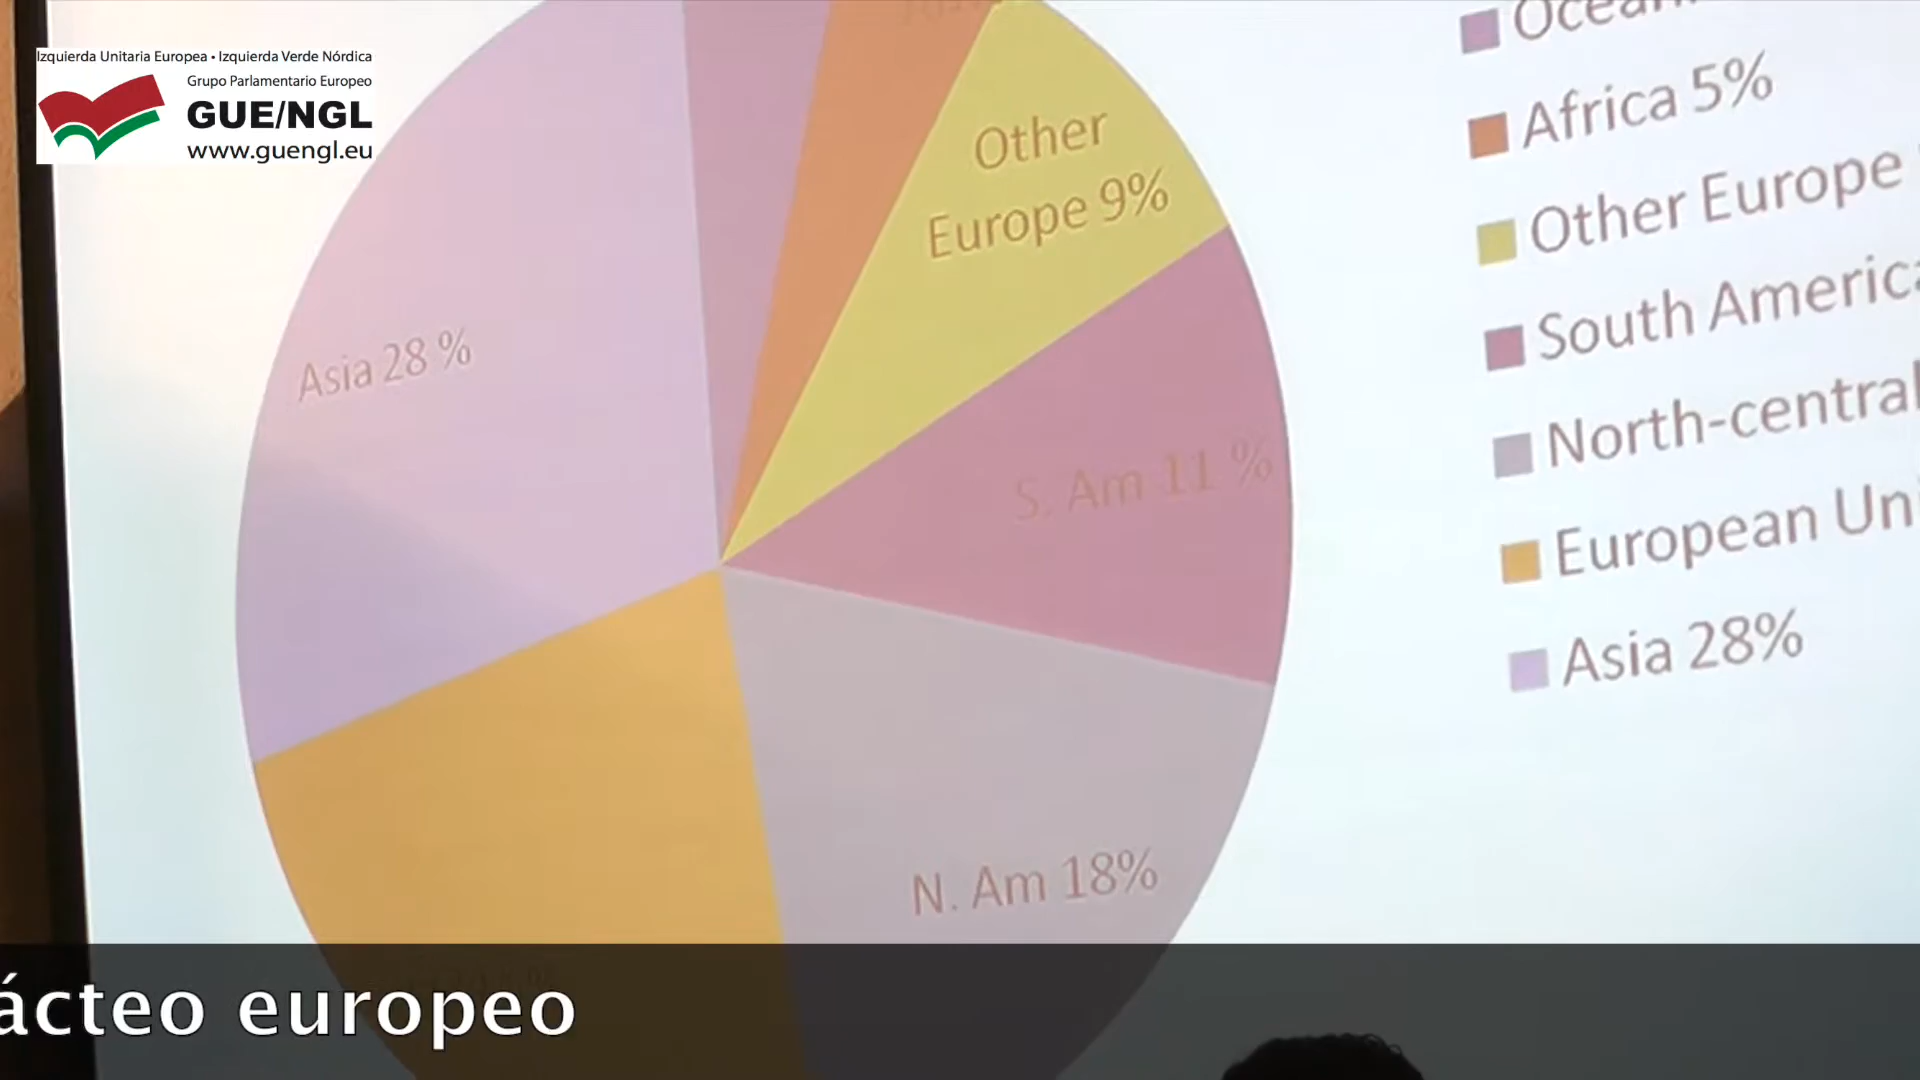 Izquierda Unitaria Europea • Izquierda Verde Nórdica
Grupo Parlamentario Europeo
GUE/NGL
www.guengl.eu
Other
Europe 9%
Asia 28 %
S. Am 11 %
N. Am 18%
Africa 5%
Other Europe
South America
North-central
European Uni
Asia 28%
ácteo europeo